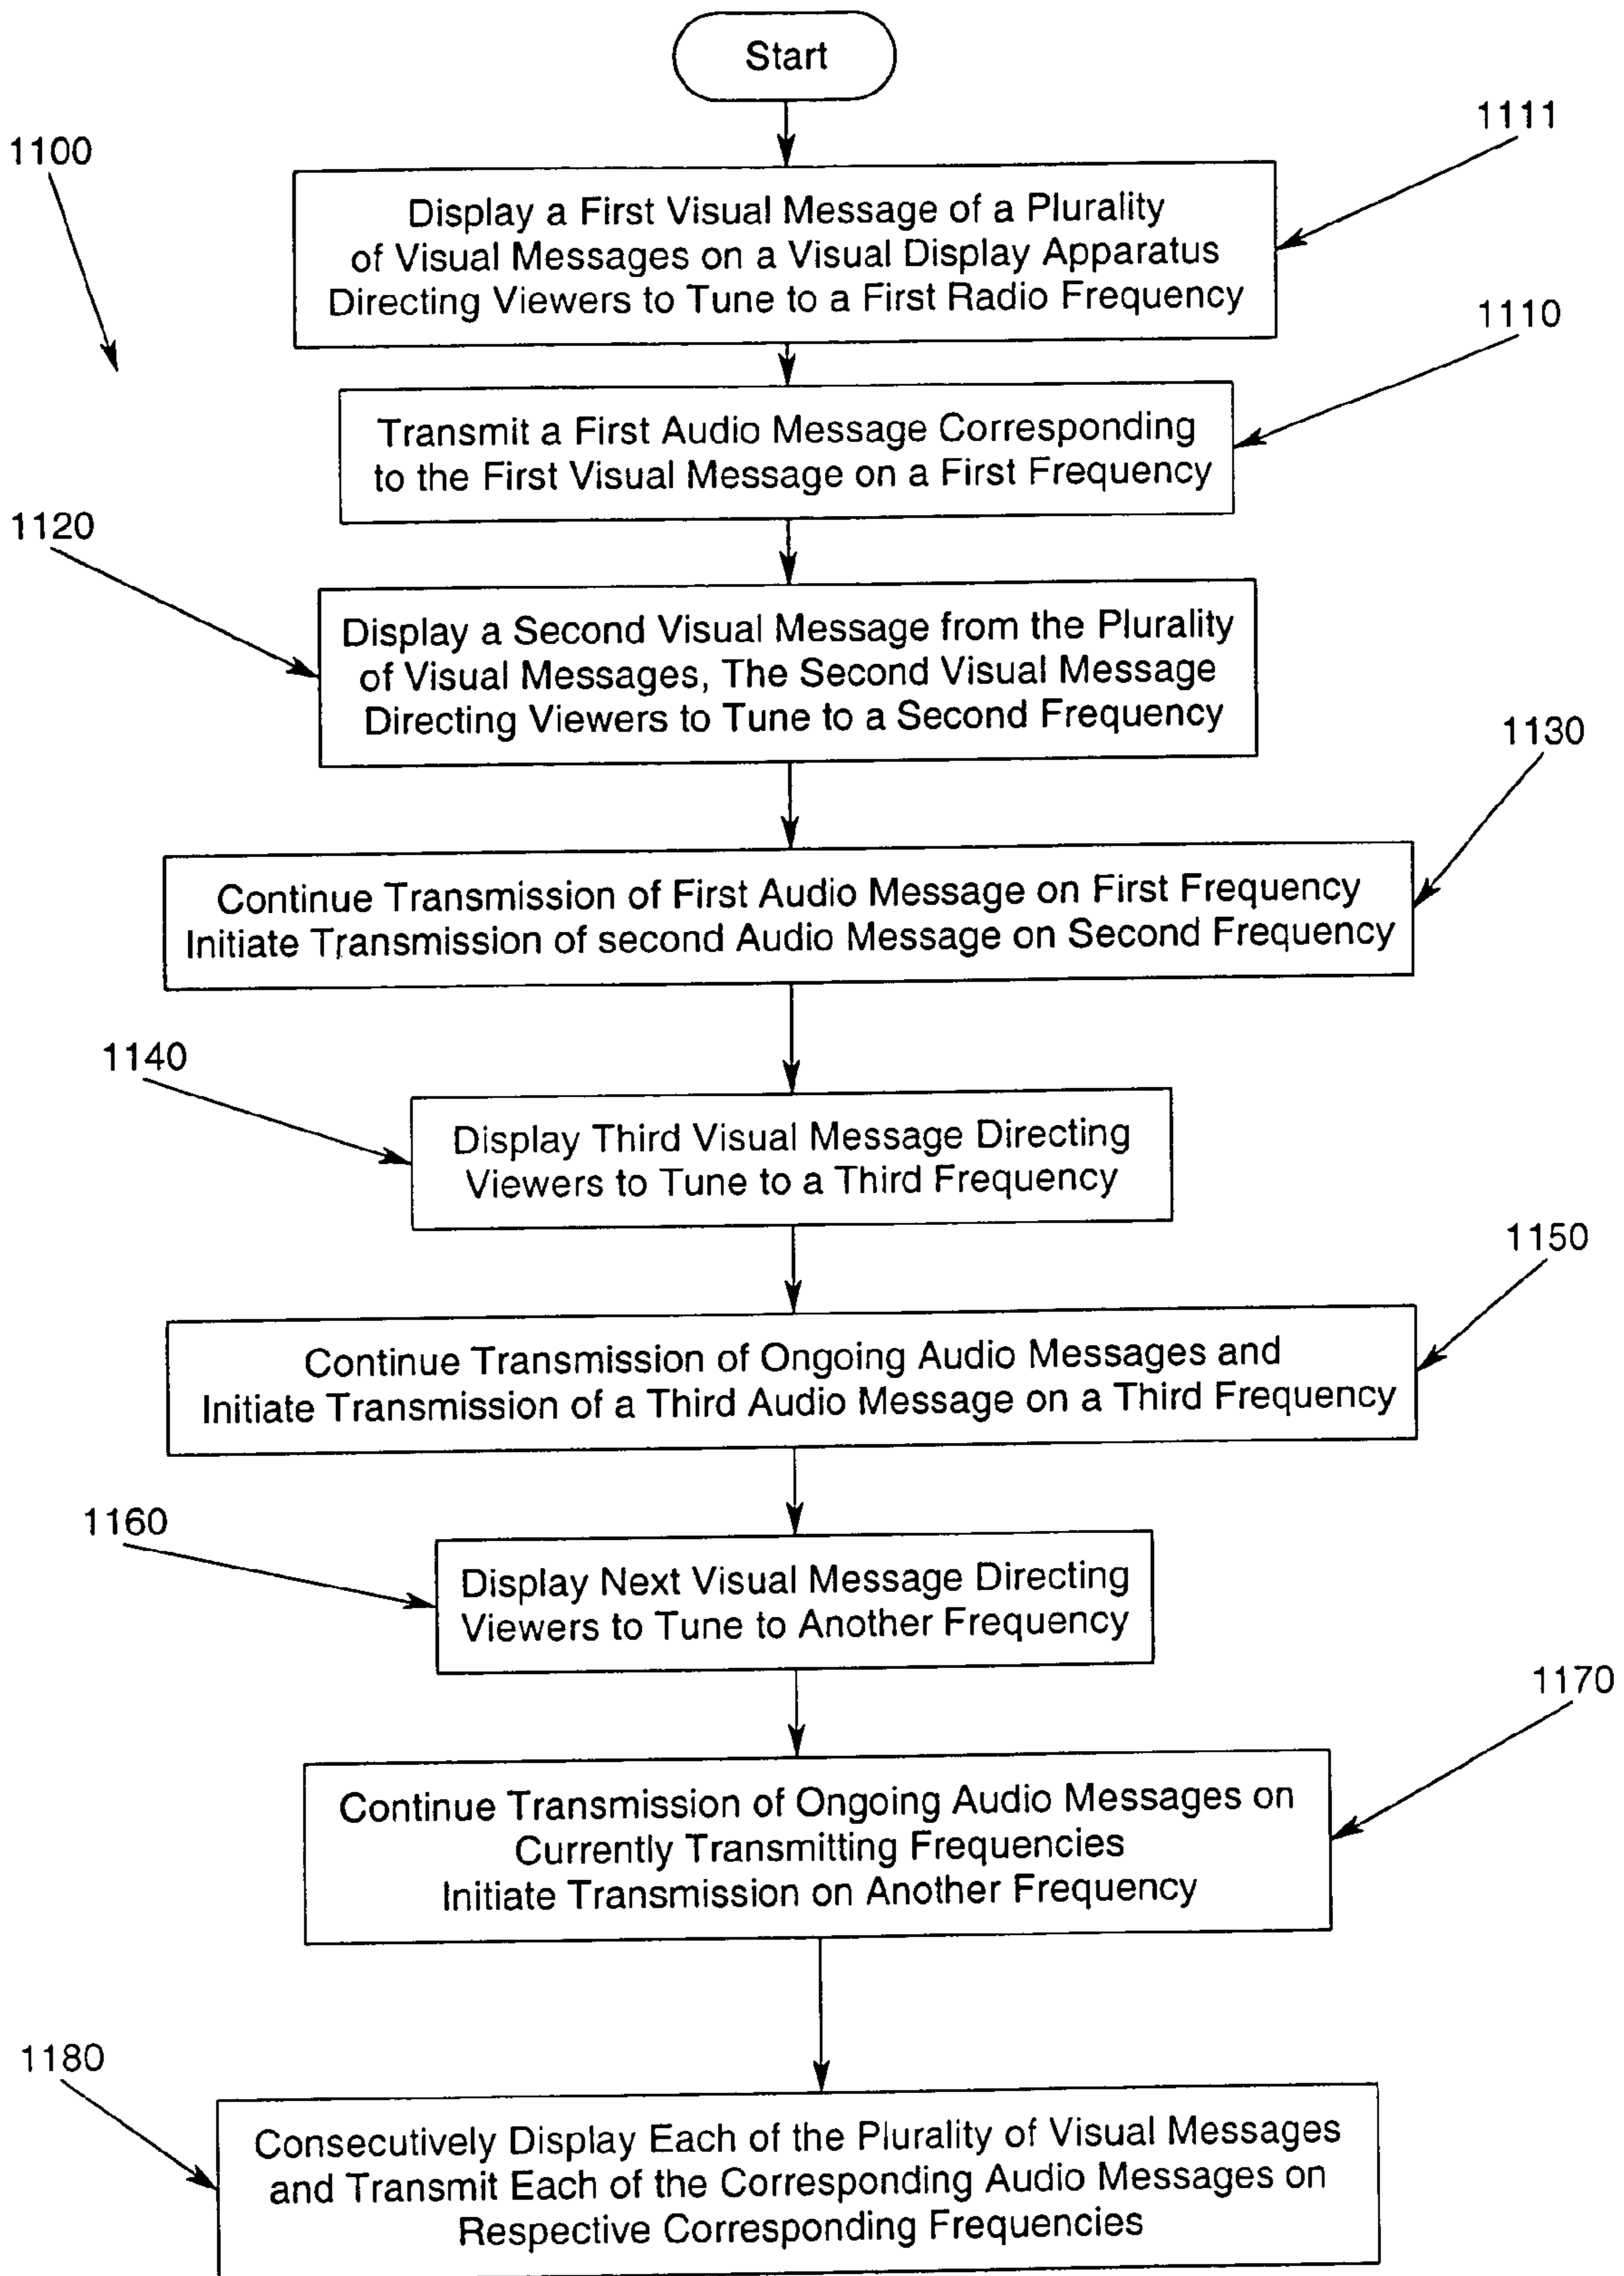 Start
1111
1100
Display a First Visual Message of a Plurality
of Visual Messages on a Visual Display Apparatus
Directing Viewers to Tune to a First Radio Frequency
1110
Transmit a First Audio Message Corresponding
to the First Visual Message on a First Frequency
1120
Display a Second Visual Message from the Plurality
of Visual Messages, The Second Visual Message
Directing Viewers to Tune to a Second Frequency
1130
Continue Transmission of First Audio Message on First Frequency
Initiate Transmission of second Audio Message on Second Frequency
1140
Display Third Visual Message Directing
Viewers to Tune to a Third Frequency
1150
Continue Transmission of Ongoing Audio Messages and
Initiate Transmission of a Third Audio Message on a Third Frequency
1160
Display Next Visual Message Directing
Viewers to Tune to Another Frequency
1170
Continue Transmission of Ongoing Audio Messages on
Currently Transmitting Frequencies
Initiate Transmission on Another Frequency
1180
Consecutively Display Each of the Plurality of Visual Messages
and Transmit Each of the Corresponding Audio Messages on
Respective Corresponding Frequencies